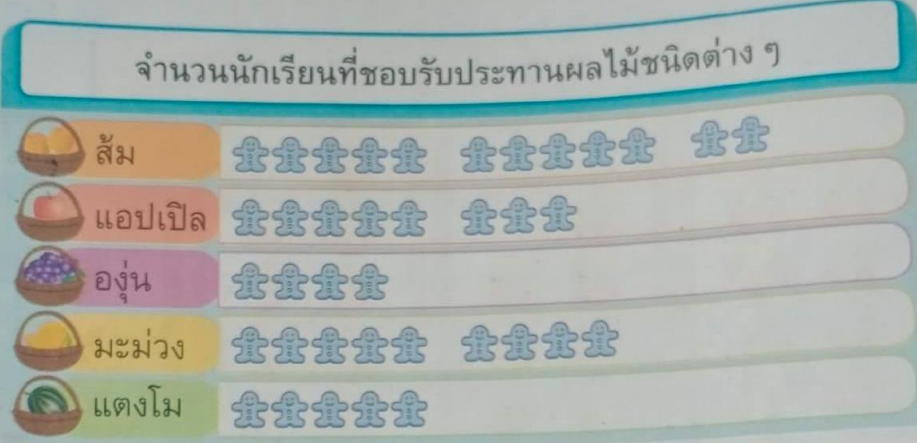 จำนวนนักเรียนที่ชอบรับประทานผลไม้ชนิดต่าง ๆ
ส้ม
แอปเปิล
องุ่น
มะม่วง
แตงโม